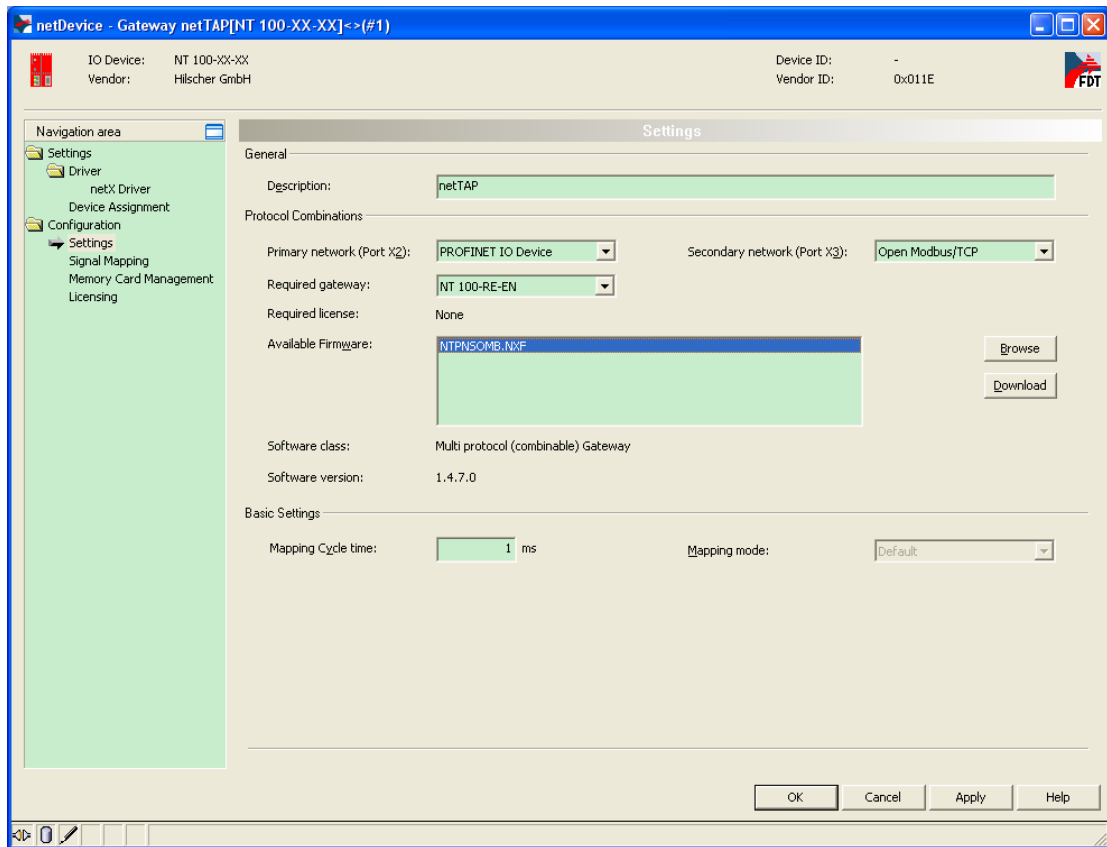 netDevice - Gateway netTAP[NT 100-XX-XX]<>(#1)
IO Device: NT 100-XX-XX Device ID: -
Vendor: Hilscher GmbH Vendor ID: 0x011E
FDT
Navigation area
Settings
Driver
netX Driver
Device Assignment
Configuration
Settings
Signal Mapping
Memory Card Management
Licensing
Settings
General
Description: netTAP
Protocol Combinations
Primary network (Port X2): PROFINET IO Device Secondary network (Port X3): Open Modbus/TCP
Required gateway: NT 100-RE-EN
Required license: None
Available Firmware: NTPNSOMB.NXF Browse
Download
Software class: Multi protocol (combinable) Gateway
Software version: 1.4.7.0
Basic Settings
Mapping Cycle time: 1 ms Mapping mode: Default
OK Cancel Apply Help